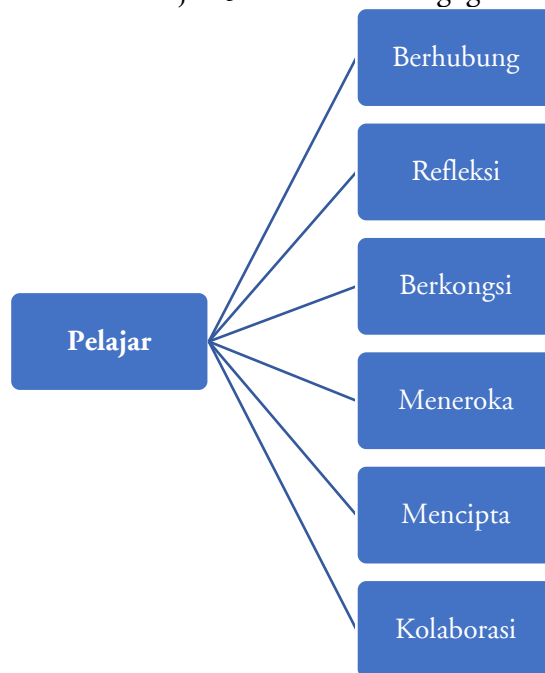 Berhubung
Refleksi
Berkongsi
Pelajar
Meneroka
Mencipta
Kolaborasi